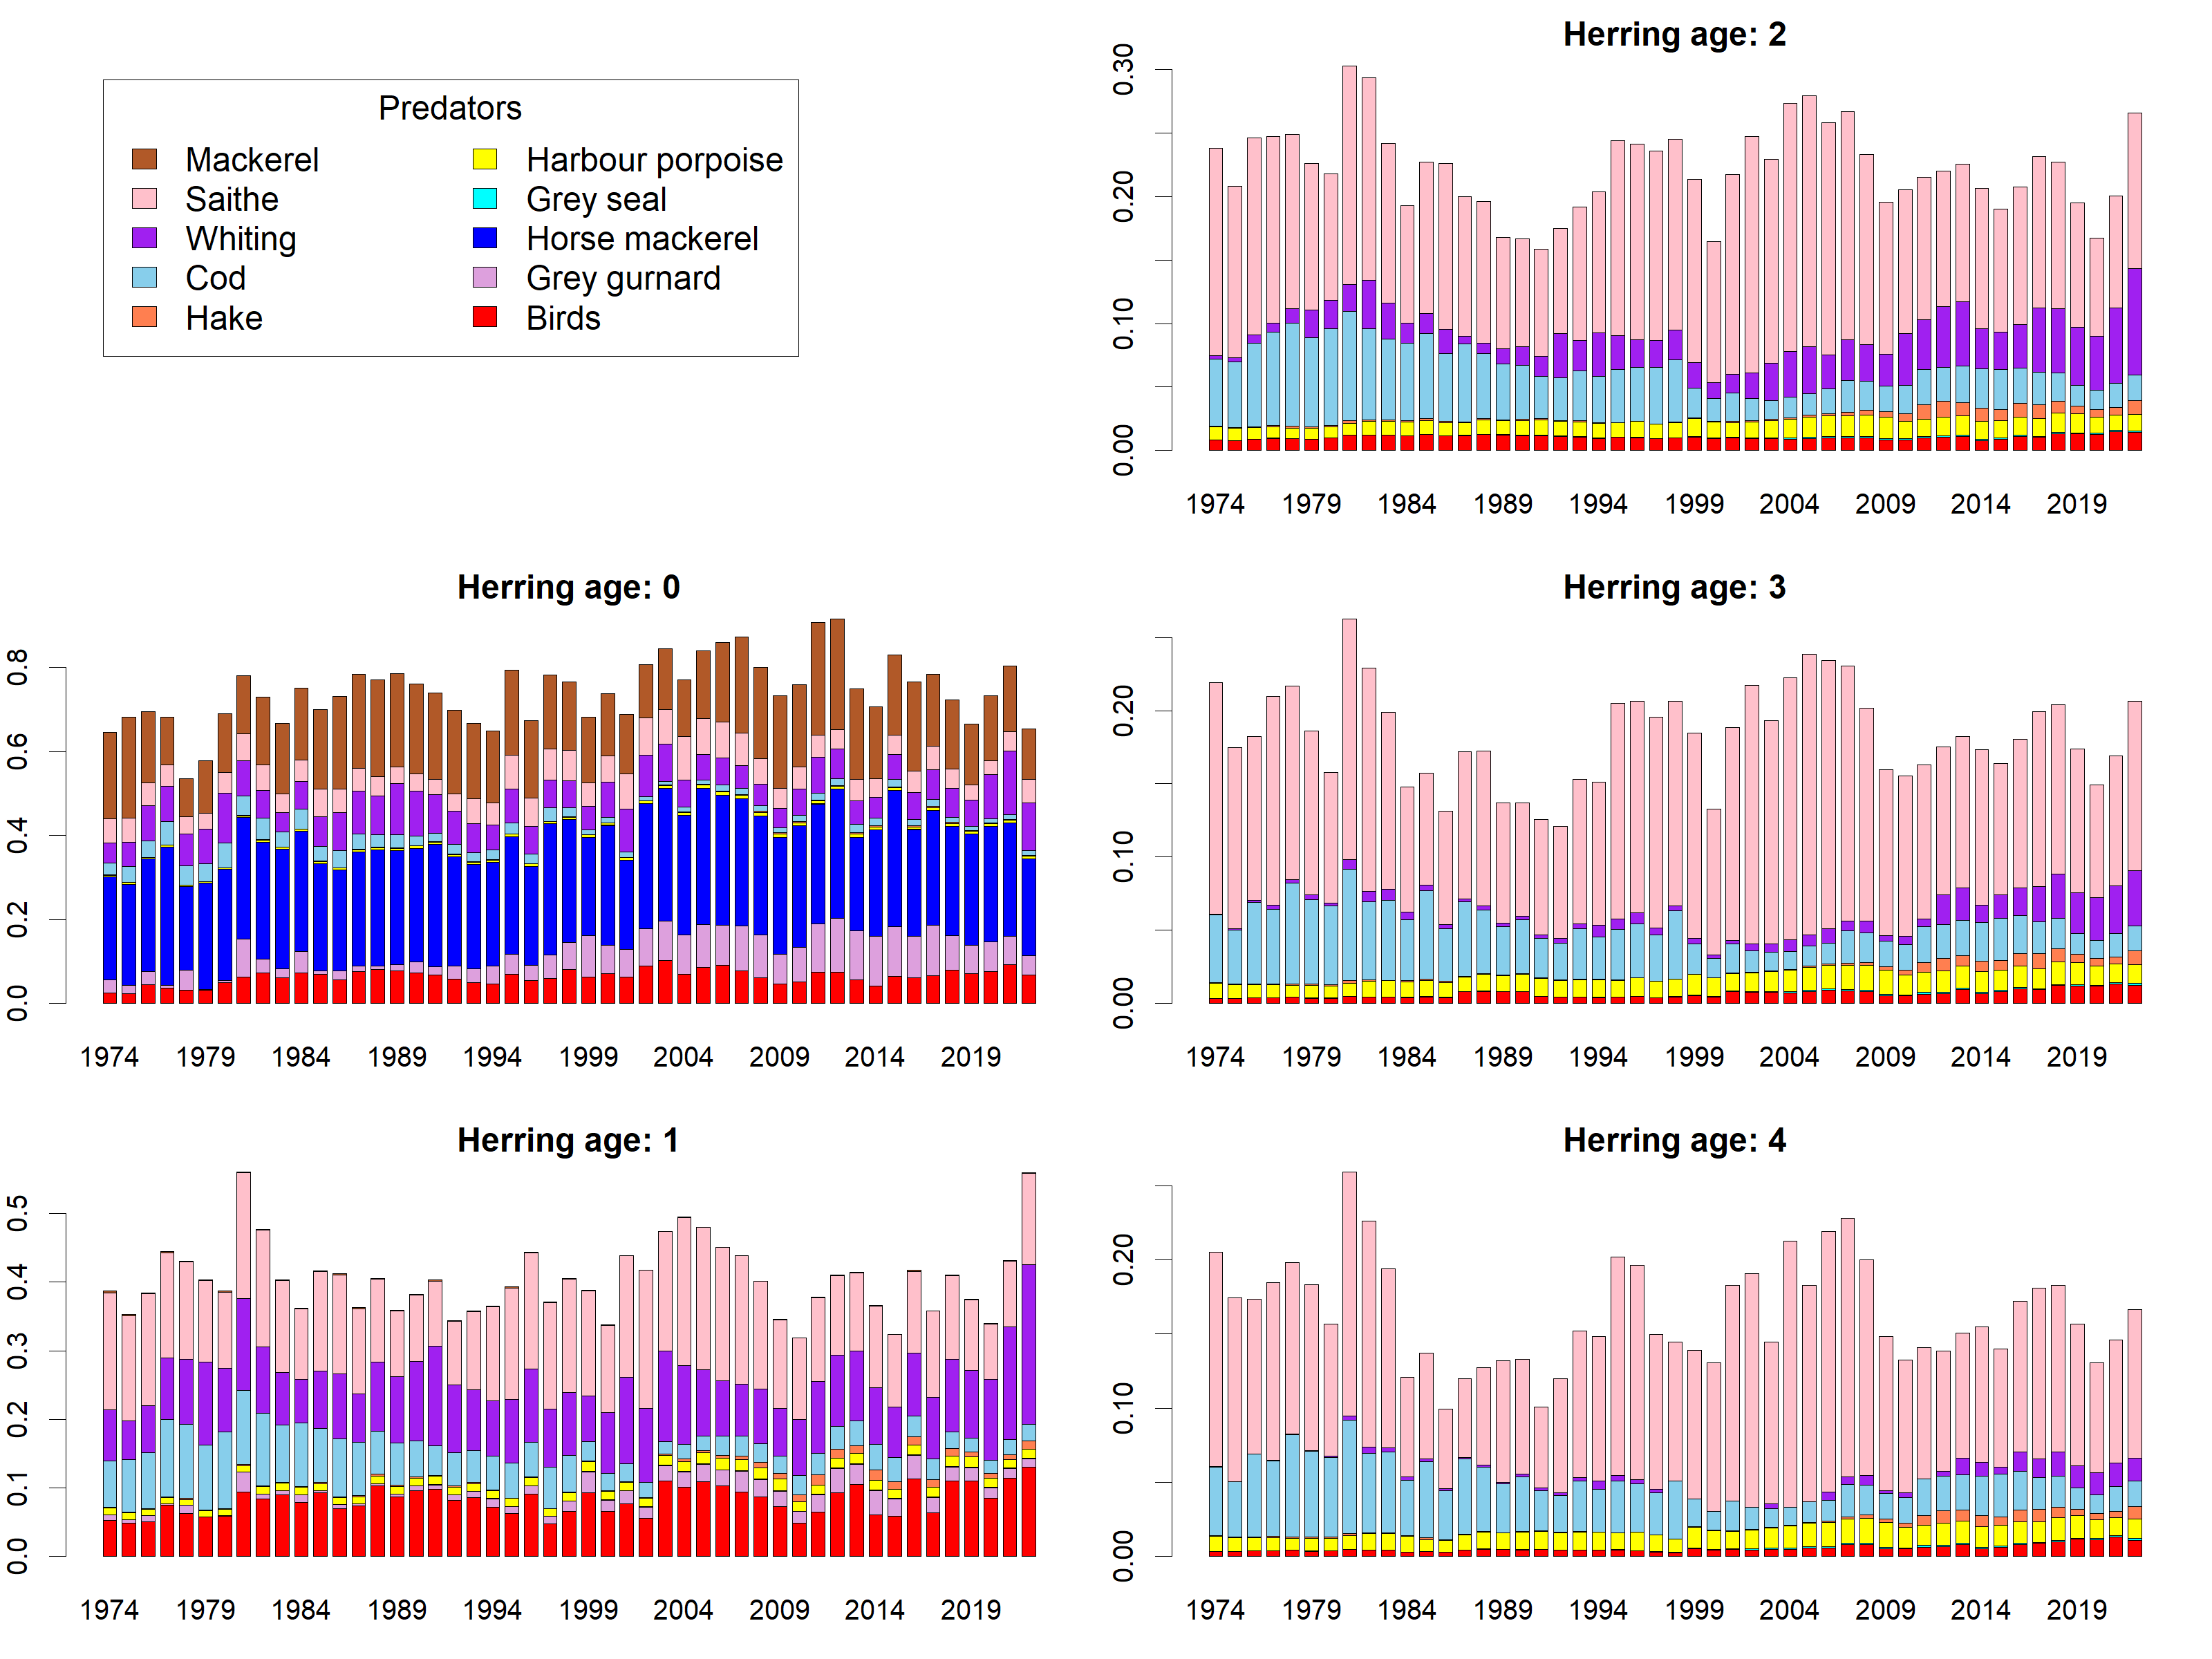 Predators
Mackerel Harbour porpoise
Saithe Grey seal
Whiting Horse mackerel
Cod Grey gurnard
Hake Birds
Herring age: 2
0.00 0.10 0.20 0.30
1974 1979 1984 1989 1994 1999 2004 2009 2014 2019
Herring age: 0
0.0 0.2 0.4 0.6 0.8
1974 1979 1984 1989 1994 1999 2004 2009 2014 2019
Herring age: 3
0.00 0.10 0.20
1974 1979 1984 1989 1994 1999 2004 2009 2014 2019
Herring age: 1
0.0 0.1 0.2 0.3 0.4 0.5
1974 1979 1984 1989 1994 1999 2004 2009 2014 2019
Herring age: 4
0.00 0.10 0.20
1974 1979 1984 1989 1994 1999 2004 2009 2014 2019